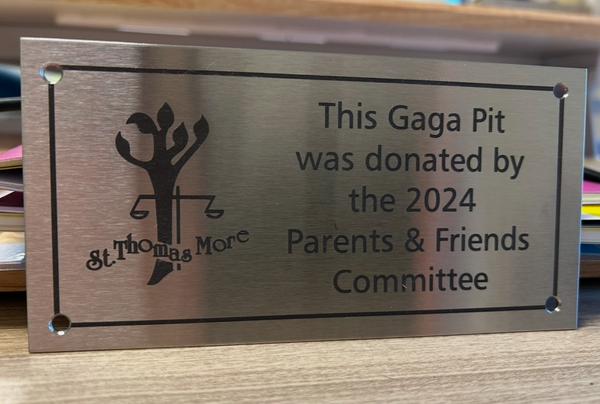 St. Thomas More
This Gaga Pit
was donated by
the 2024
Parents & Friends
Committee